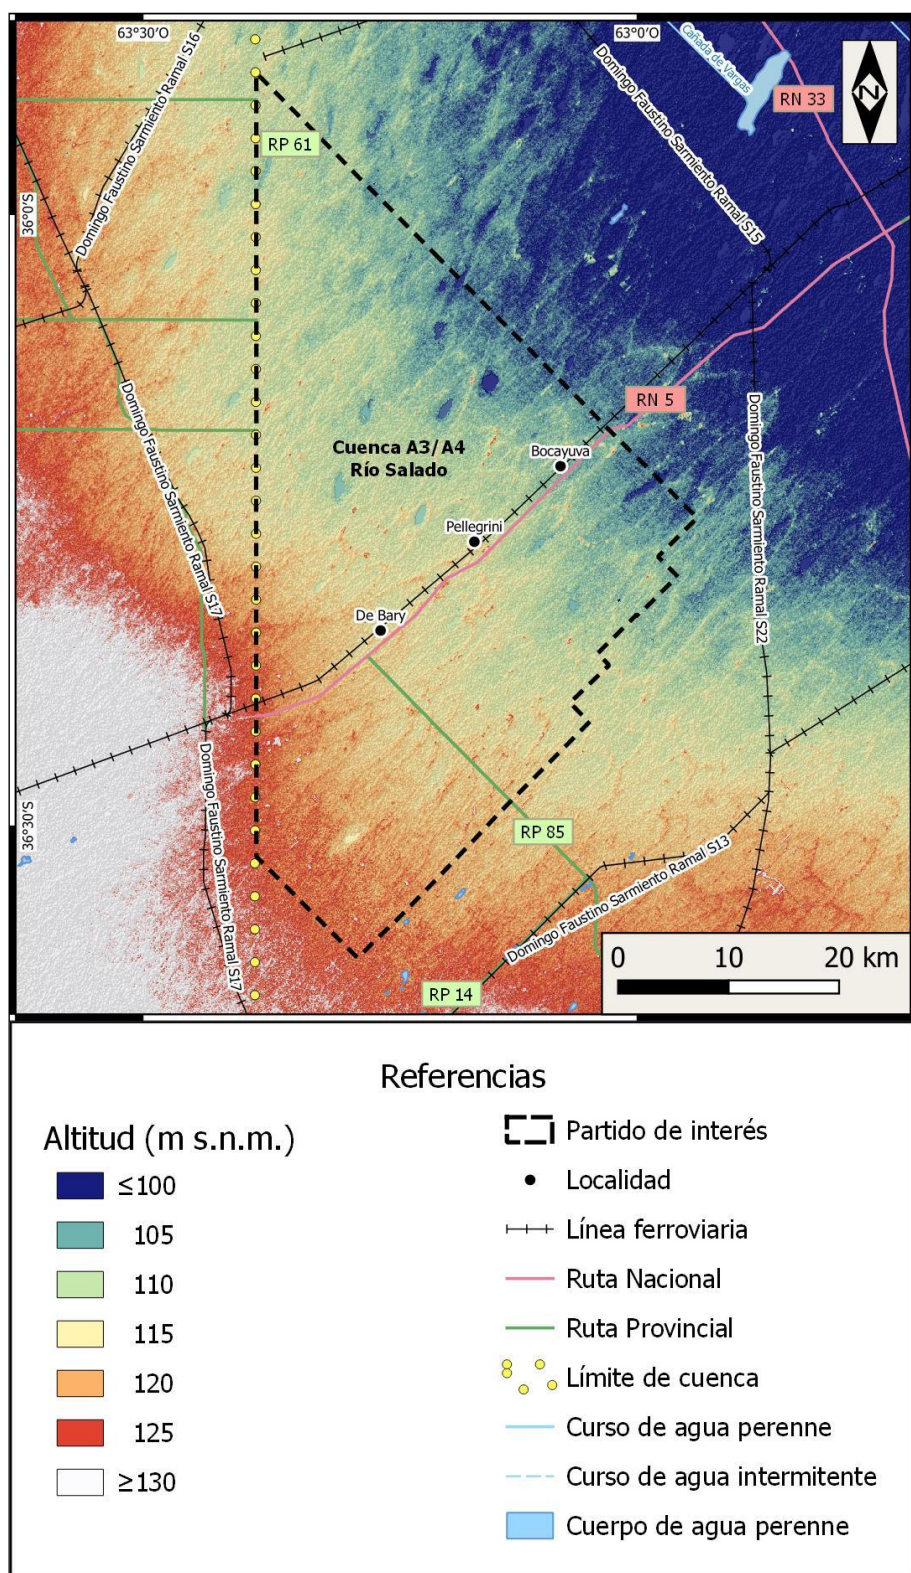 63°30'O
63°0'O
Domingo Faustino Sarmiento Ramal S16
Cañada de Vargas
N
RN 33
RP 61
Domingo Faustino Sarmiento Ramal S15
36°0'S
RN 5
Domingo Faustino Sarmiento Ramal S17
Cuenca A3/A4
Río Salado
Bocayuva
Domingo Faustino Sarmiento Ramal S22
Pellegrini
De Bary
Domingo Faustino Sarmiento Ramal S17
36°30'S
RP 85
Domingo Faustino Sarmiento Ramal S13
RP 14
0 10 20 km
Referencias
Altitud (m s.n.m.)
≤100
105
110
115
120
125
≥130
Partido de interés
Localidad
Línea ferroviaria
Ruta Nacional
Ruta Provincial
Límite de cuenca
Curso de agua perenne
Curso de agua intermitente
Cuerpo de agua perenne